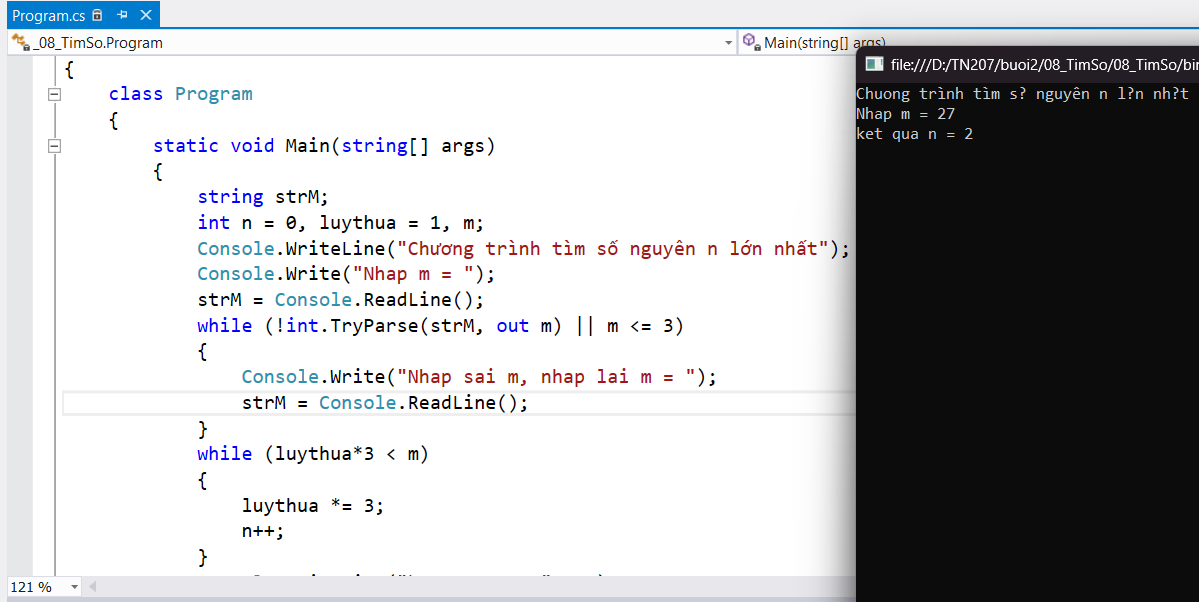 Program.cs
_08_TimSo.Program
Main(string[] args)
{
class Program
{
static void Main(string[] args)
{
string strM;
int n = 0, luythua = 1, m;
Console.WriteLine("Chương trình tìm số nguyên n lớn nhất");
Console.Write("Nhap m = ");
strM = Console.ReadLine();
while (!int.TryParse(strM, out m) || m <= 3)
{
Console.Write("Nhap sai m, nhap lai m = ");
strM = Console.ReadLine();
}
while (luythua*3 < m)
{
luythua *= 3;
n++;
}
121 %
file:///D:/TN207/buoi2/08_TimSo/08_TimSo/bin
Chuong trình tìm s? nguyên n l?n nh?t
Nhap m = 27
ket qua n = 2